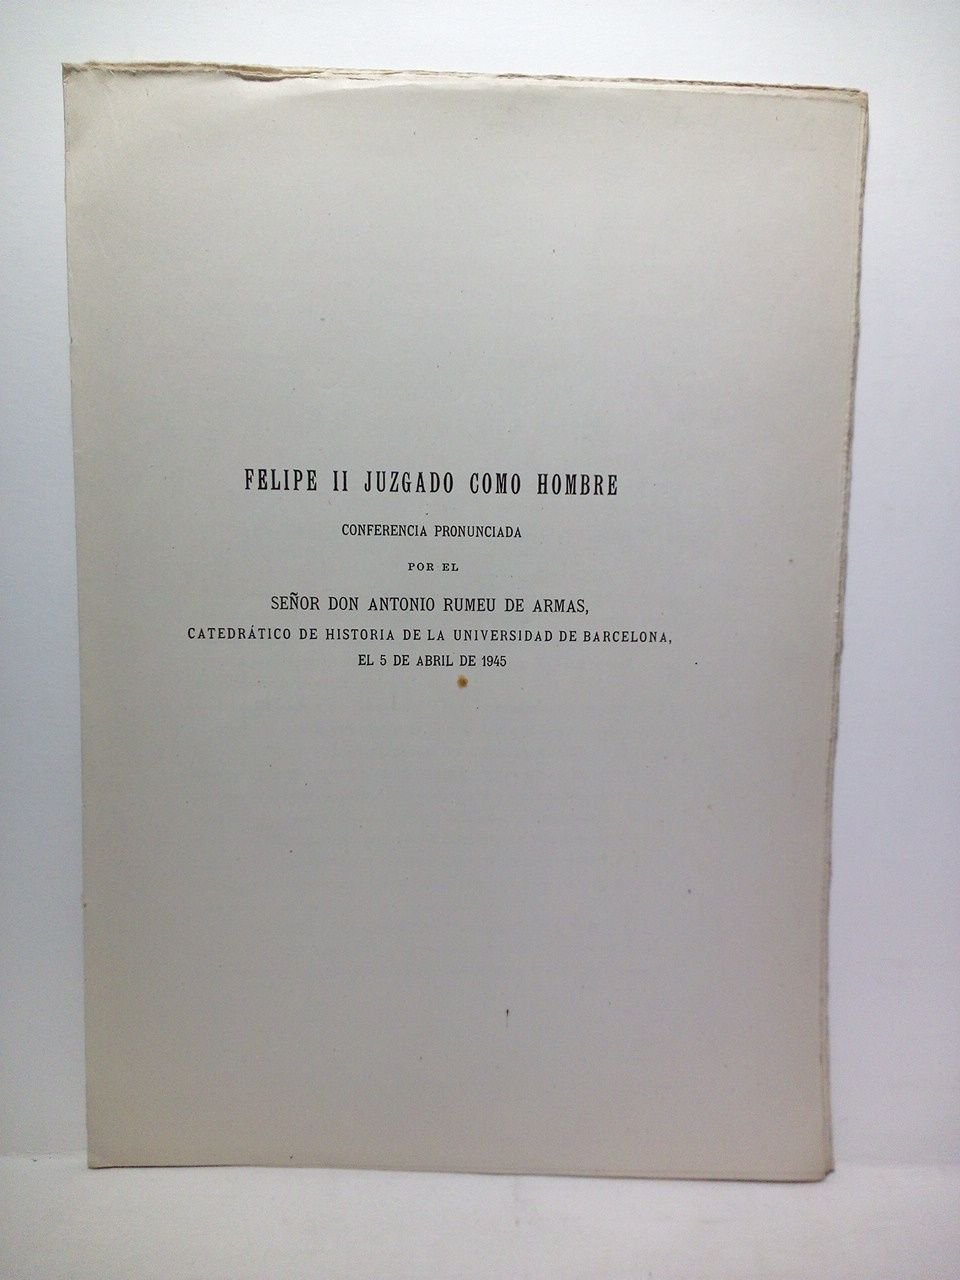 FELIPE II JUZGADO COMO HOMBRE
CONFERENCIA PRONUNCIADA
POR EL
SEÑOR DON ANTONIO RUMEU DE ARMAS,
CATEDRÁTICO DE HISTORIA DE LA UNIVERSIDAD DE BARCELONA,
EL 5 DE ABRIL DE 1945